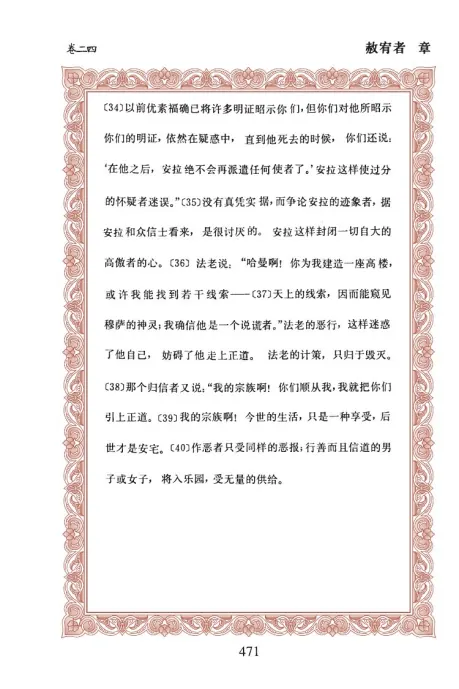 卷二四
赦宥者 章
〔34〕以前优素福确已将许多明证昭示你们,但你们对他所昭示
你们的明证,依然在疑惑中, 直到他死去的时候, 你们还说:
‘在他之后,安拉绝不会再派遣任何使者了。’安拉这样使过分
的怀疑者迷误。”〔35〕没有真凭实据,而争论安拉的迹象者,据
安拉和众信士看来, 是很讨厌的。 安拉这样封闭一切自大的
高傲者的心。〔36〕 法老说: “哈曼啊! 你为我建造一座高楼,
或许我能找到若干线索——〔37〕天上的线索,因而能窥见
穆萨的神灵;我确信他是一个说谎者。”法老的恶行,这样迷惑
了他自己, 妨碍了他走上正道。 法老的计策,只归于毁灭。
〔38〕那个归信者又说:“我的宗族啊! 你们顺从我,我就把你们
引上正道。〔39〕我的宗族啊! 今世的生活,只是一种享受,后
世才是安宅。〔40〕作恶者只受同样的恶报;行善而且信道的男
子或女子, 将入乐园,受无量的供给。
471